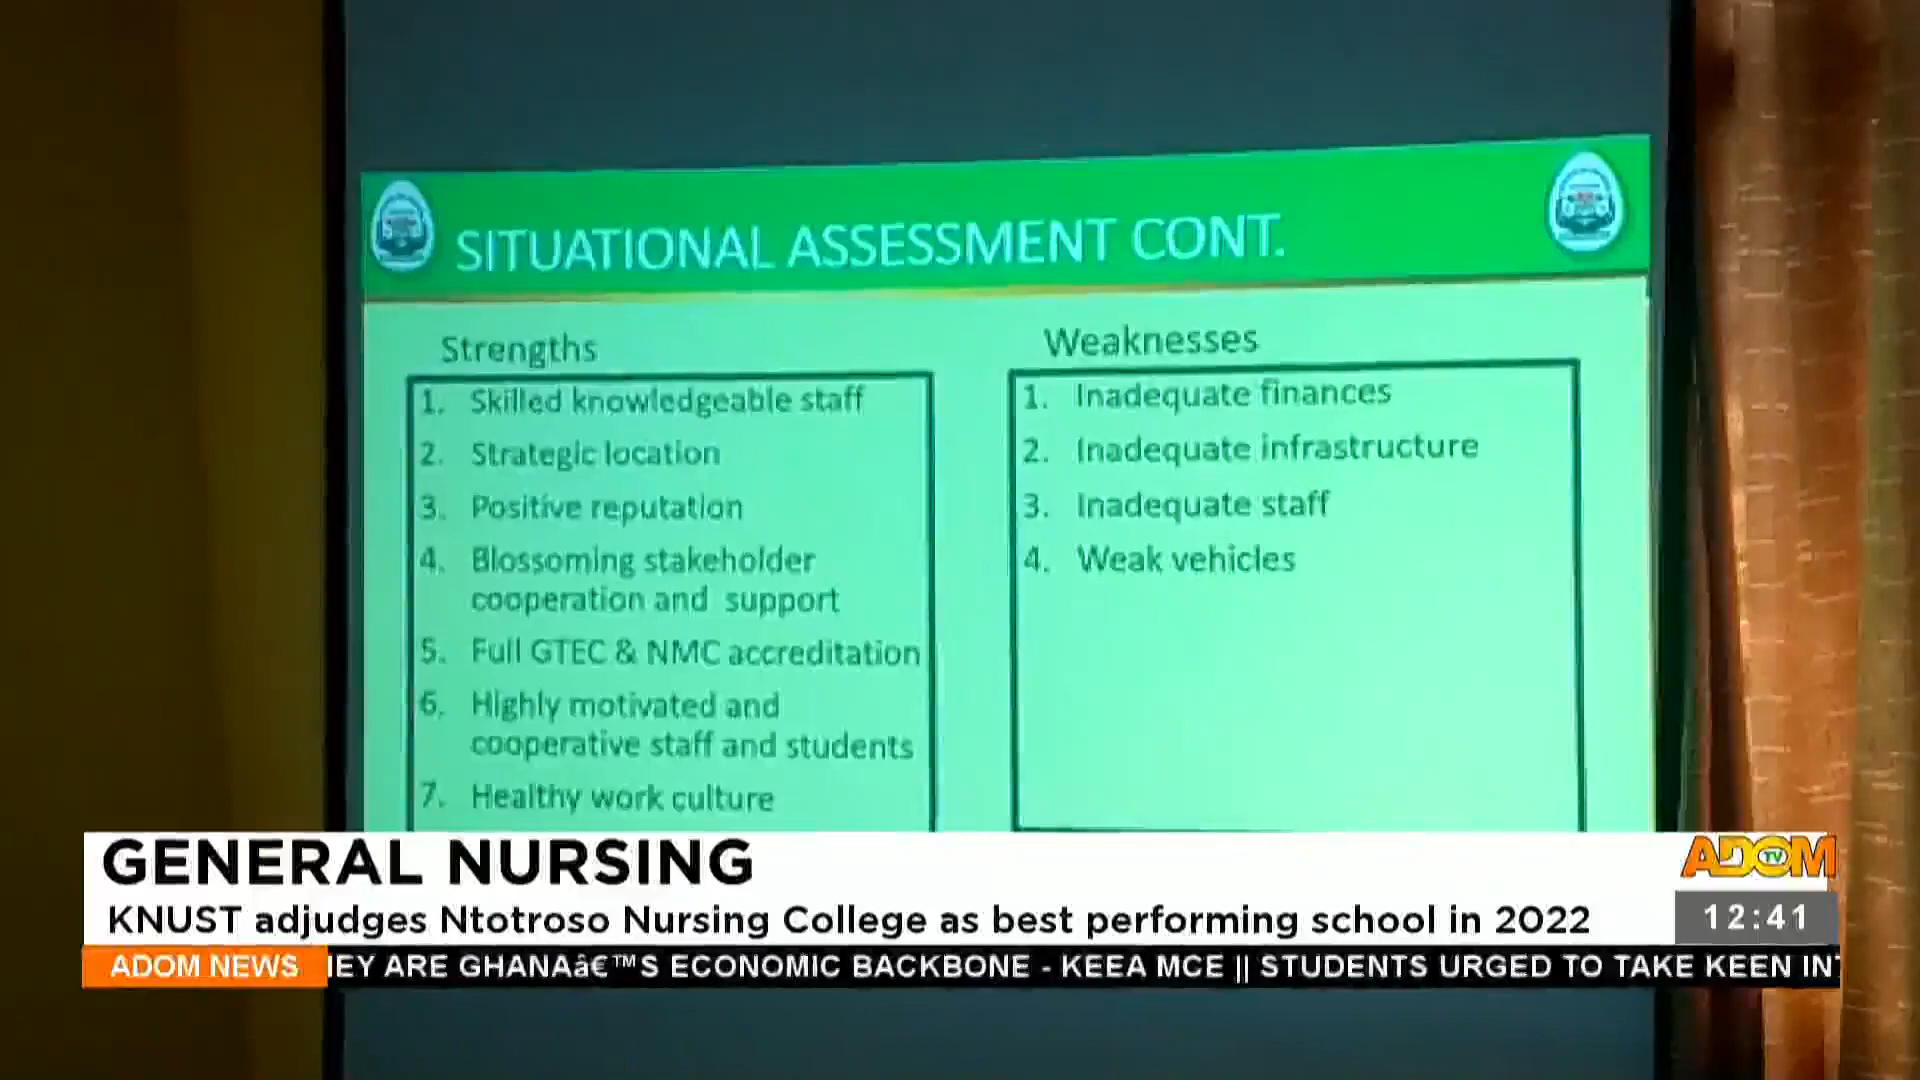 SITUATIONAL ASSESSMENT CONT.
Strengths
1. Skilled knowledgeable staff
2. Strategic location
3. Positive reputation
4. Blossoming stakeholder
cooperation and support
5. Full GTEC & NMC accreditation
6. Highly motivated and
cooperative staff and students
7. Healthy work culture
Weaknesses
1. Inadequate finances
2. Inadequate infrastructure
3. Inadequate staff
4. Weak vehicles
GENERAL NURSING
KNUST adjudges Ntotroso Nursing College as best performing school in 2022
ADOM TV
12:41
ADOM NEWS
ARE GHANAâ€™S ECONOMIC BACKBONE - KEEA MCE || STUDENTS URGED TO TAKE KEEN